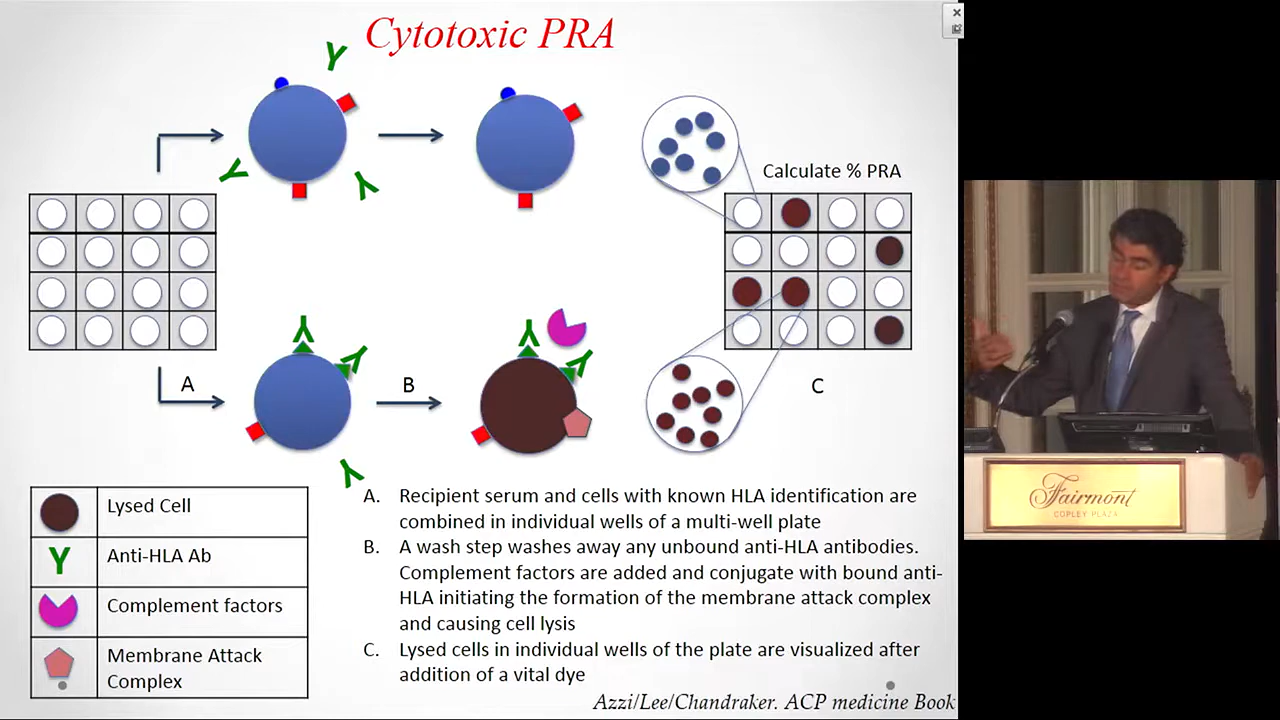 Cytotoxic PRA
Calculate % PRA
A
B
C
Lysed Cell
Anti-HLA Ab
Complement factors
Membrane Attack
Complex
A. Recipient serum and cells with known HLA identification are
combined in individual wells of a multi-well plate
B. A wash step washes away any unbound anti-HLA antibodies.
Complement factors are added and conjugate with bound anti-
HLA initiating the formation of the membrane attack complex
and causing cell lysis
C. Lysed cells in individual wells of the plate are visualized after
addition of a vital dye
Azzi/Lee/Chandraker. ACP medicine Book
Fairmont
COPLEY PLAZA